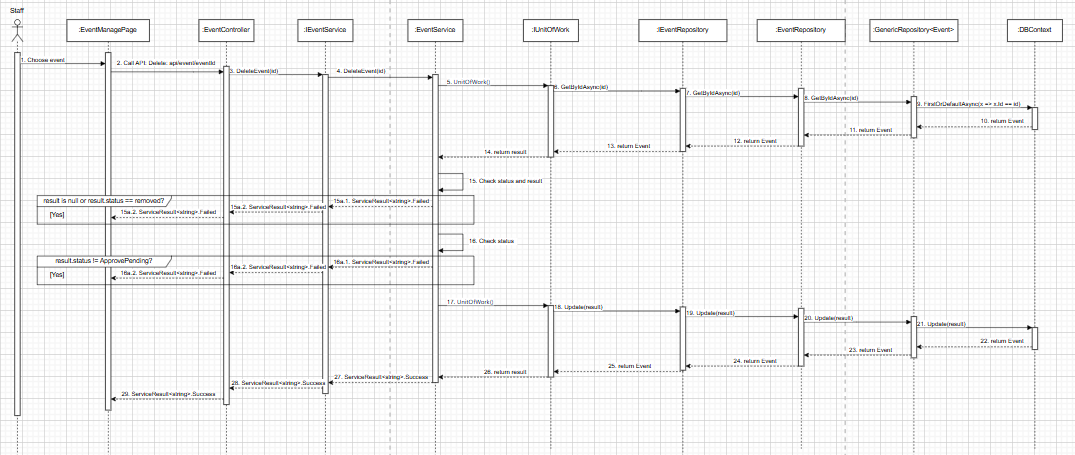 Staff
:EventManagePage
:EventController
:IEventService
:EventService
:IUnitOfWork
:IEventRepository
:EventRepository
:GenericRepository<Event>
:DBContext
1. Choose event
2. Call API: Delete: api/event/eventId
3. DeleteEvent(id)
4. DeleteEvent(id)
5. UnitOfWork()
6. GetByIdAsync(id)
7. GetByIdAsync(id)
8. GetByIdAsync(id)
9. FirstOrDefaultAsync(x => x.Id == id)
10. return Event
11. return Event
12. return Event
13. return Event
14. return result
15. Check status and result
result is null or result.status == removed?
[Yes]
15a.1. ServiceResult<string>.Failed
15a.2. ServiceResult<string>.Failed
15a.2. ServiceResult<string>.Failed
16. Check status
result.status != ApprovePending?
[Yes]
16a.1. ServiceResult<string>.Failed
16a.2. ServiceResult<string>.Failed
16a.2. ServiceResult<string>.Failed
17. UnitOfWork()
18. Update(result)
19. Update(result)
20. Update(result)
21. Update(result)
22. return Event
23. return Event
24. return Event
25. return Event
26. return result
27. ServiceResult<string>.Success
28. ServiceResult<string>.Success
29. ServiceResult<string>.Success